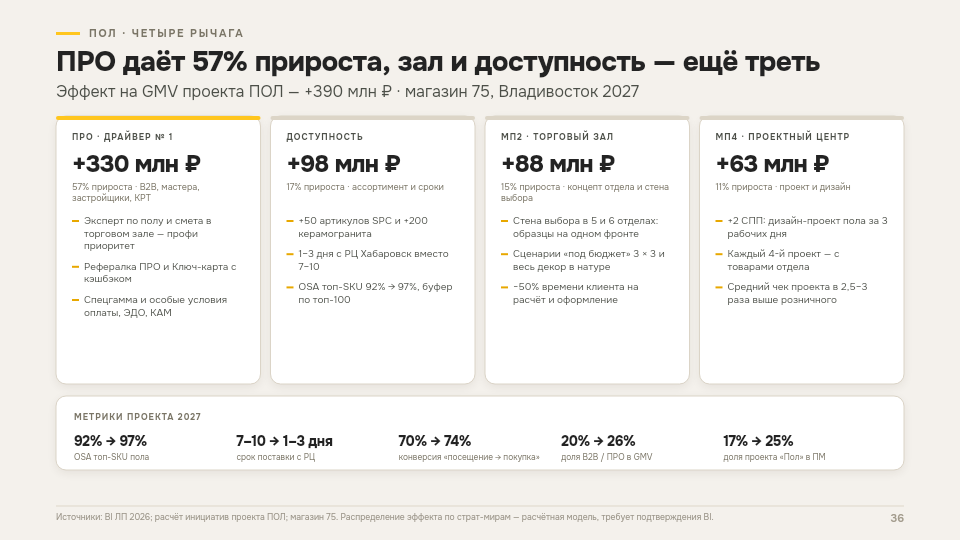 ПОЛ · ЧЕТЫРЕ РЫЧАГА
ПРО даёт 57% прироста, зал и доступность — ещё треть
Эффект на GMV проекта ПОЛ — +390 млн ₽ · магазин 75, Владивосток 2027
ПРО · ДРАЙВЕР № 1
+330 млн ₽
57% прироста · B2B, мастера,
застройщики, КРТ
Эксперт по полу и смета в
торговом зале — профи
приоритет
Рефералка ПРО и Ключ-карта с
кэшбэком
Спецгамма и особые условия
оплаты, ЭДО, КАМ
ДОСТУПНОСТЬ
+98 млн ₽
17% прироста · ассортимент и сроки
+50 артикулов SPC и +200
керамогранита
1–3 дня с РЦ Хабаровск вместо
7–10
OSA топ-SKU 92% → 97%, буфер
по топ-100
МП2 · ТОРГОВЫЙ ЗАЛ
+88 млн ₽
15% прироста · концепт отдела и стена
выбора
Стена выбора в 5 и 6 отделах:
образцы на одном фронте
Сценарии «под бюджет» 3 × 3 и
весь декор в натуре
−50% времени клиента на
расчёт и оформление
МП4 · ПРОЕКТНЫЙ ЦЕНТР
+63 млн ₽
11% прироста · проект и дизайн
+2 СПП: дизайн-проект пола за 3
рабочих дня
Каждый 4-й проект — с
товарами отдела
Средний чек проекта в 2,5–3
раза выше розничного
МЕТРИКИ ПРОЕКТА 2027
92% → 97%
OSA топ-SKU пола
7–10 → 1–3 дня
срок поставки с РЦ
70% → 74%
конверсия «посещение → покупка»
20% → 26%
доля B2B / ПРО в GMV
17% → 25%
доля проекта «Пол» в ПМ
Источники: BI ЛП 2026; расчёт инициатив проекта ПОЛ; магазин 75. Распределение эффекта по страт-мирам — расчётная модель, требует подтверждения BI.
36